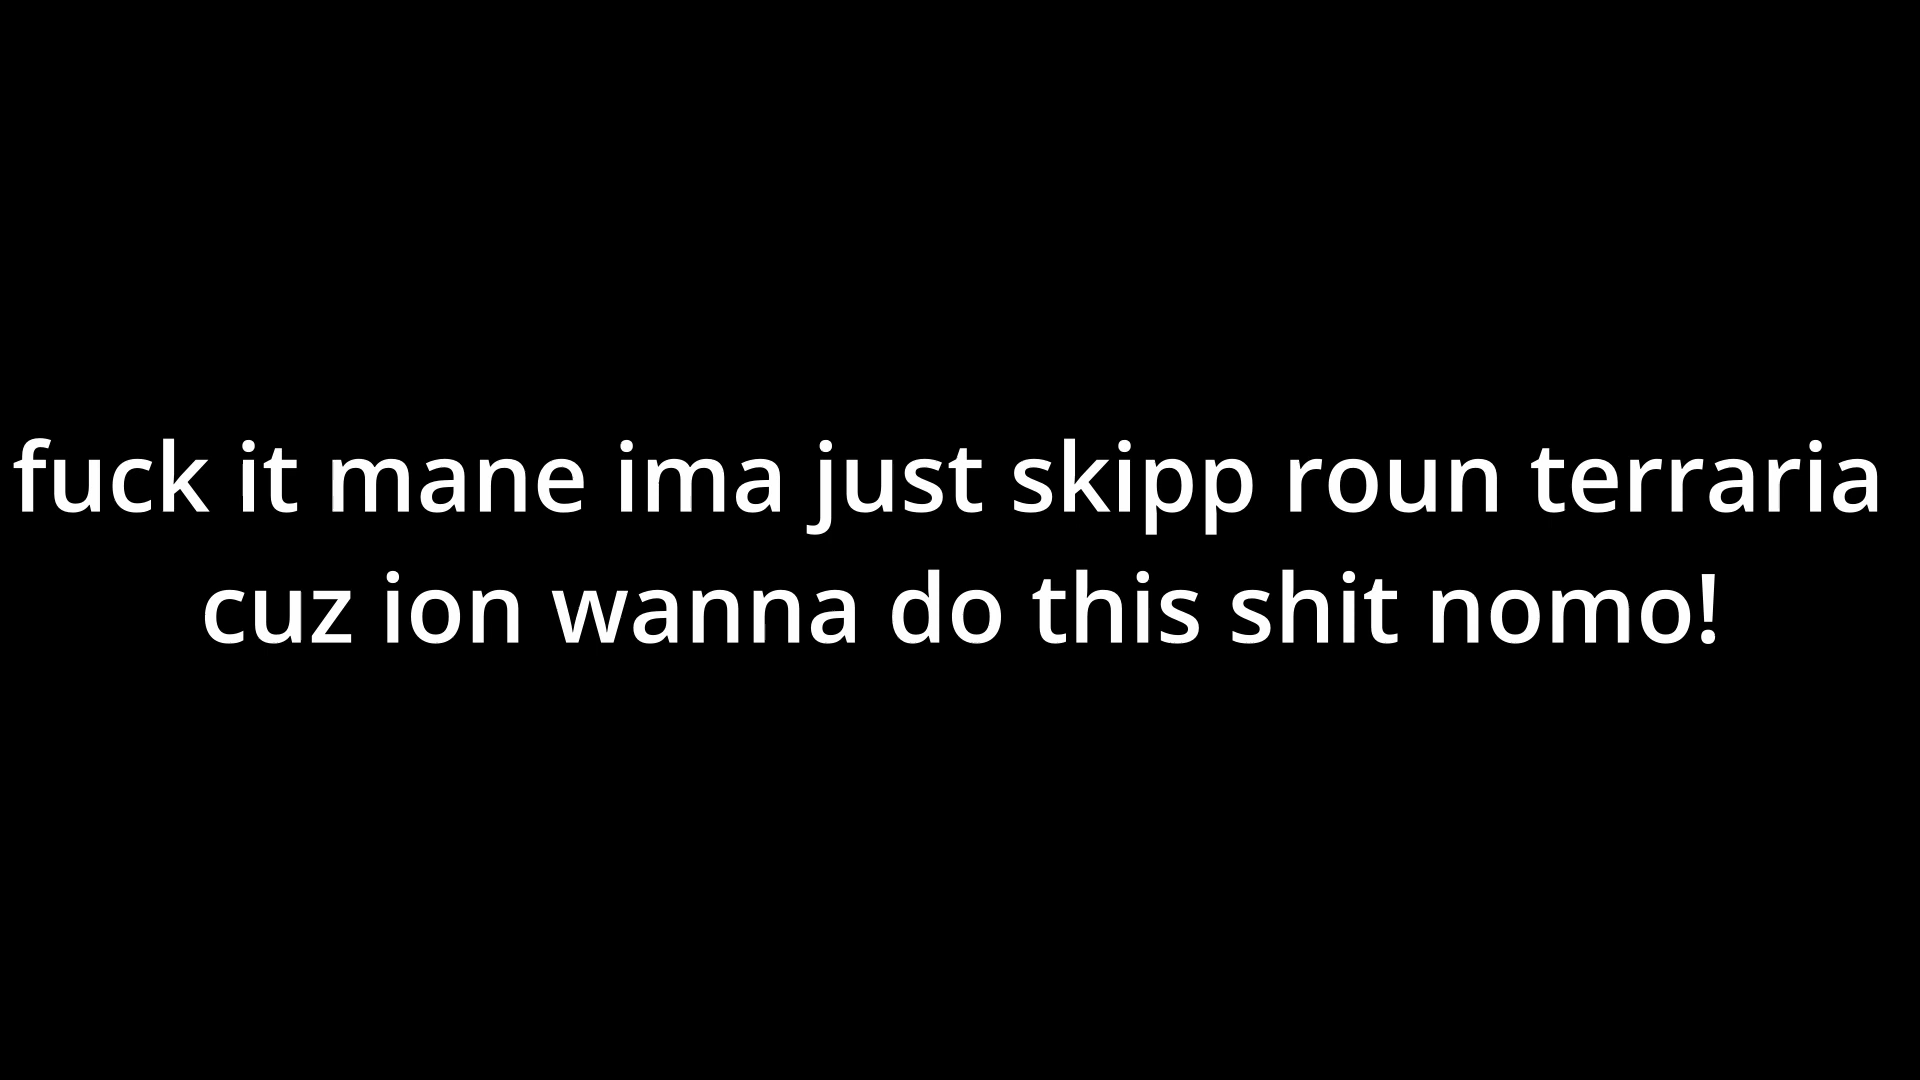 fuck it mane ima just skipp roun terraria
cuz ion wanna do this shit nomo!